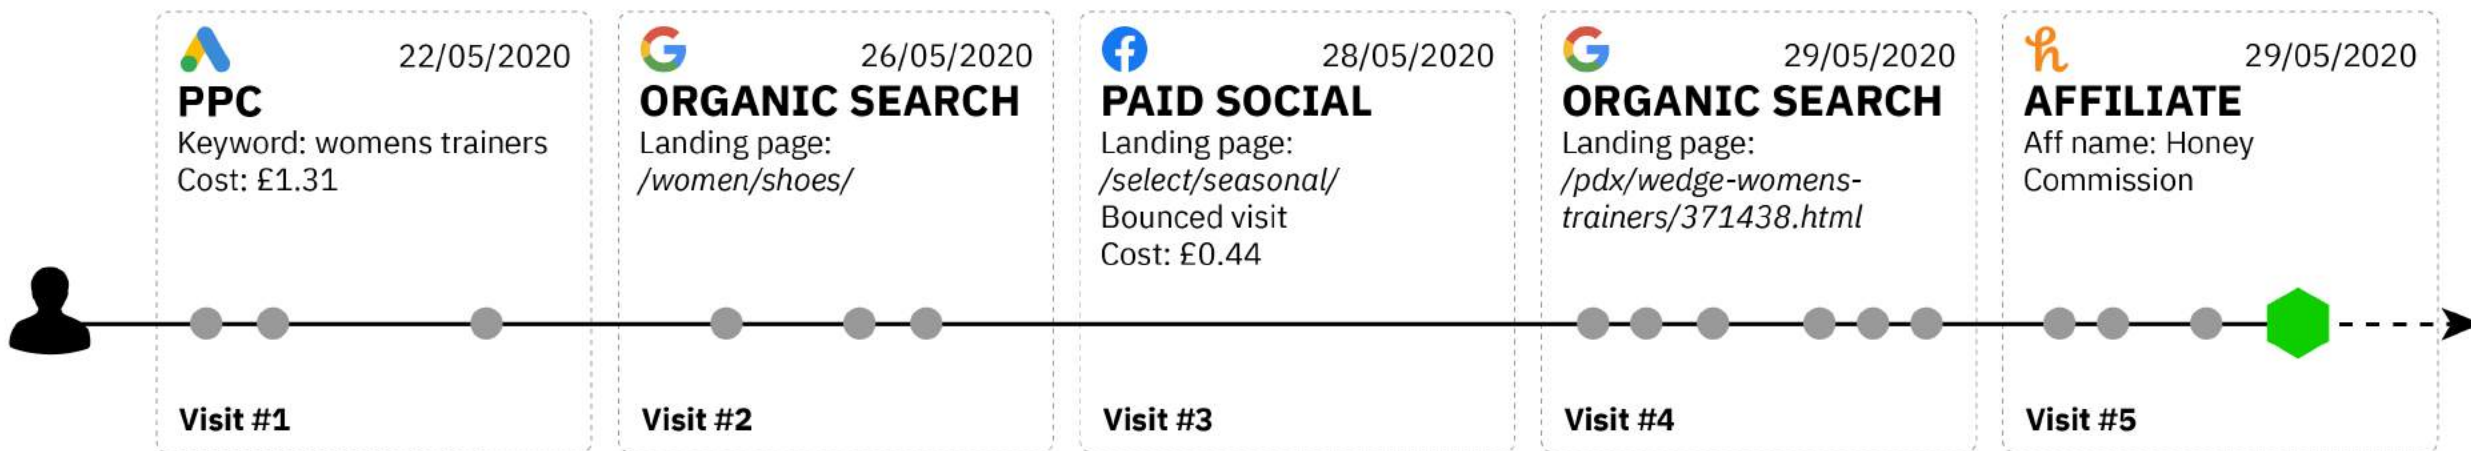 22/05/2020
PPC
Keyword: womens trainers
Cost: £1.31
Visit #1
26/05/2020
ORGANIC SEARCH
Landing page:
/women/shoes/
Visit #2
28/05/2020
PAID SOCIAL
Landing page:
/select/seasonal/
Bounced visit
Cost: £0.44
Visit #3
29/05/2020
ORGANIC SEARCH
Landing page:
/pdx/wedge-womens-
trainers/371438.html
Visit #4
29/05/2020
AFFILIATE
Aff name: Honey
Commission
Visit #5